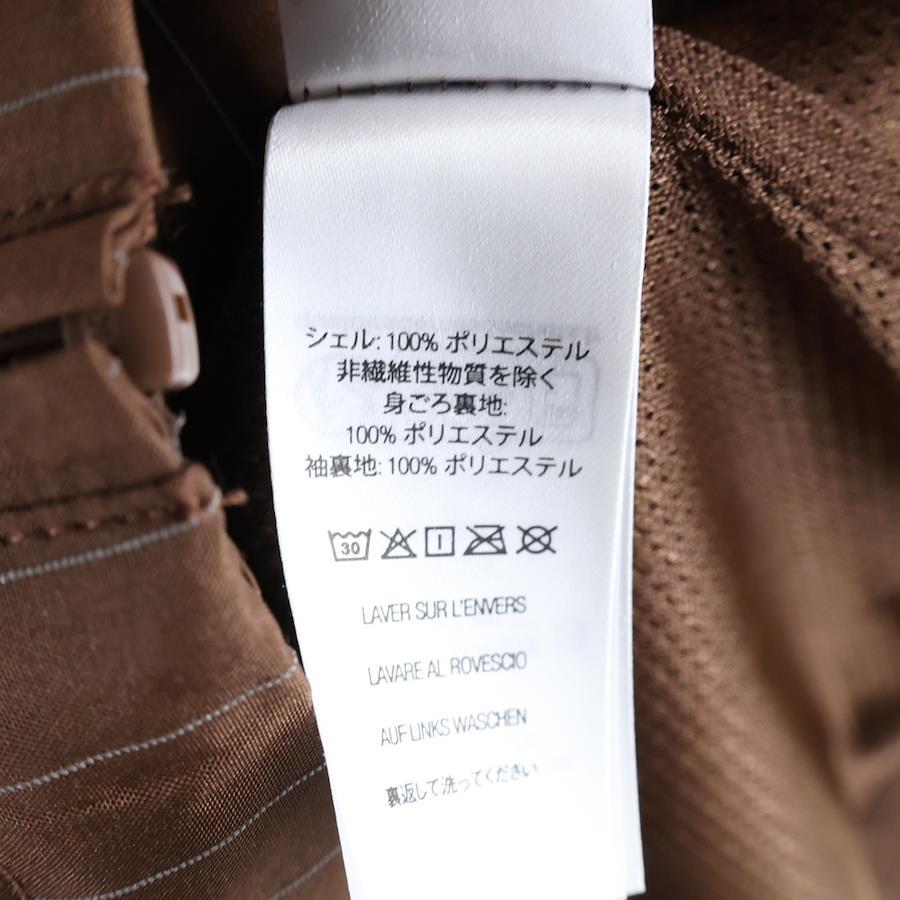 シェル: 100% ポリエステル
非繊維性物質を除く
身ごろ裏地:
100% ポリエステル
袖裏地: 100% ポリエステル
30
LAVER SUR L'ENVERS
LAVARE AL ROVESCIO
AUF LINKS WASCHEN
裏返して洗ってください